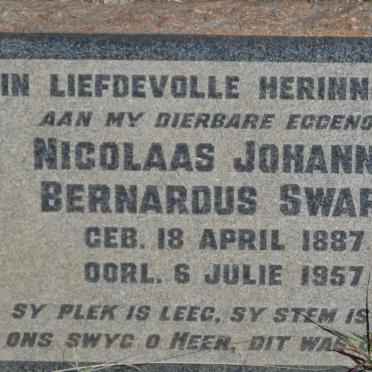 IN LIEFDEVOLLE HERINN
AAN MY DIERBARE EGGENO
NICOLAAS JOHANN
BERNARDUS SWAR
GEB. 18 APRIL 1887.
OORL. 6 JULIE 1957
SY PLEK IS LEEG, SY STEM IS
ONS SWYG O HEER, DIT WAS